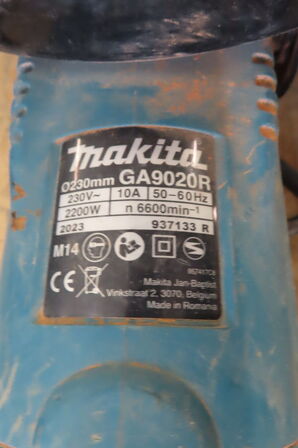 makita
Ø230mm GA9020R
230V~ 10A 50-60Hz
2200W n 6600min-1
2023 937133 R
M14
CE
Makita Jan-Baptist
Vinkstraat 2, 3070, Belgium
Made in Romania